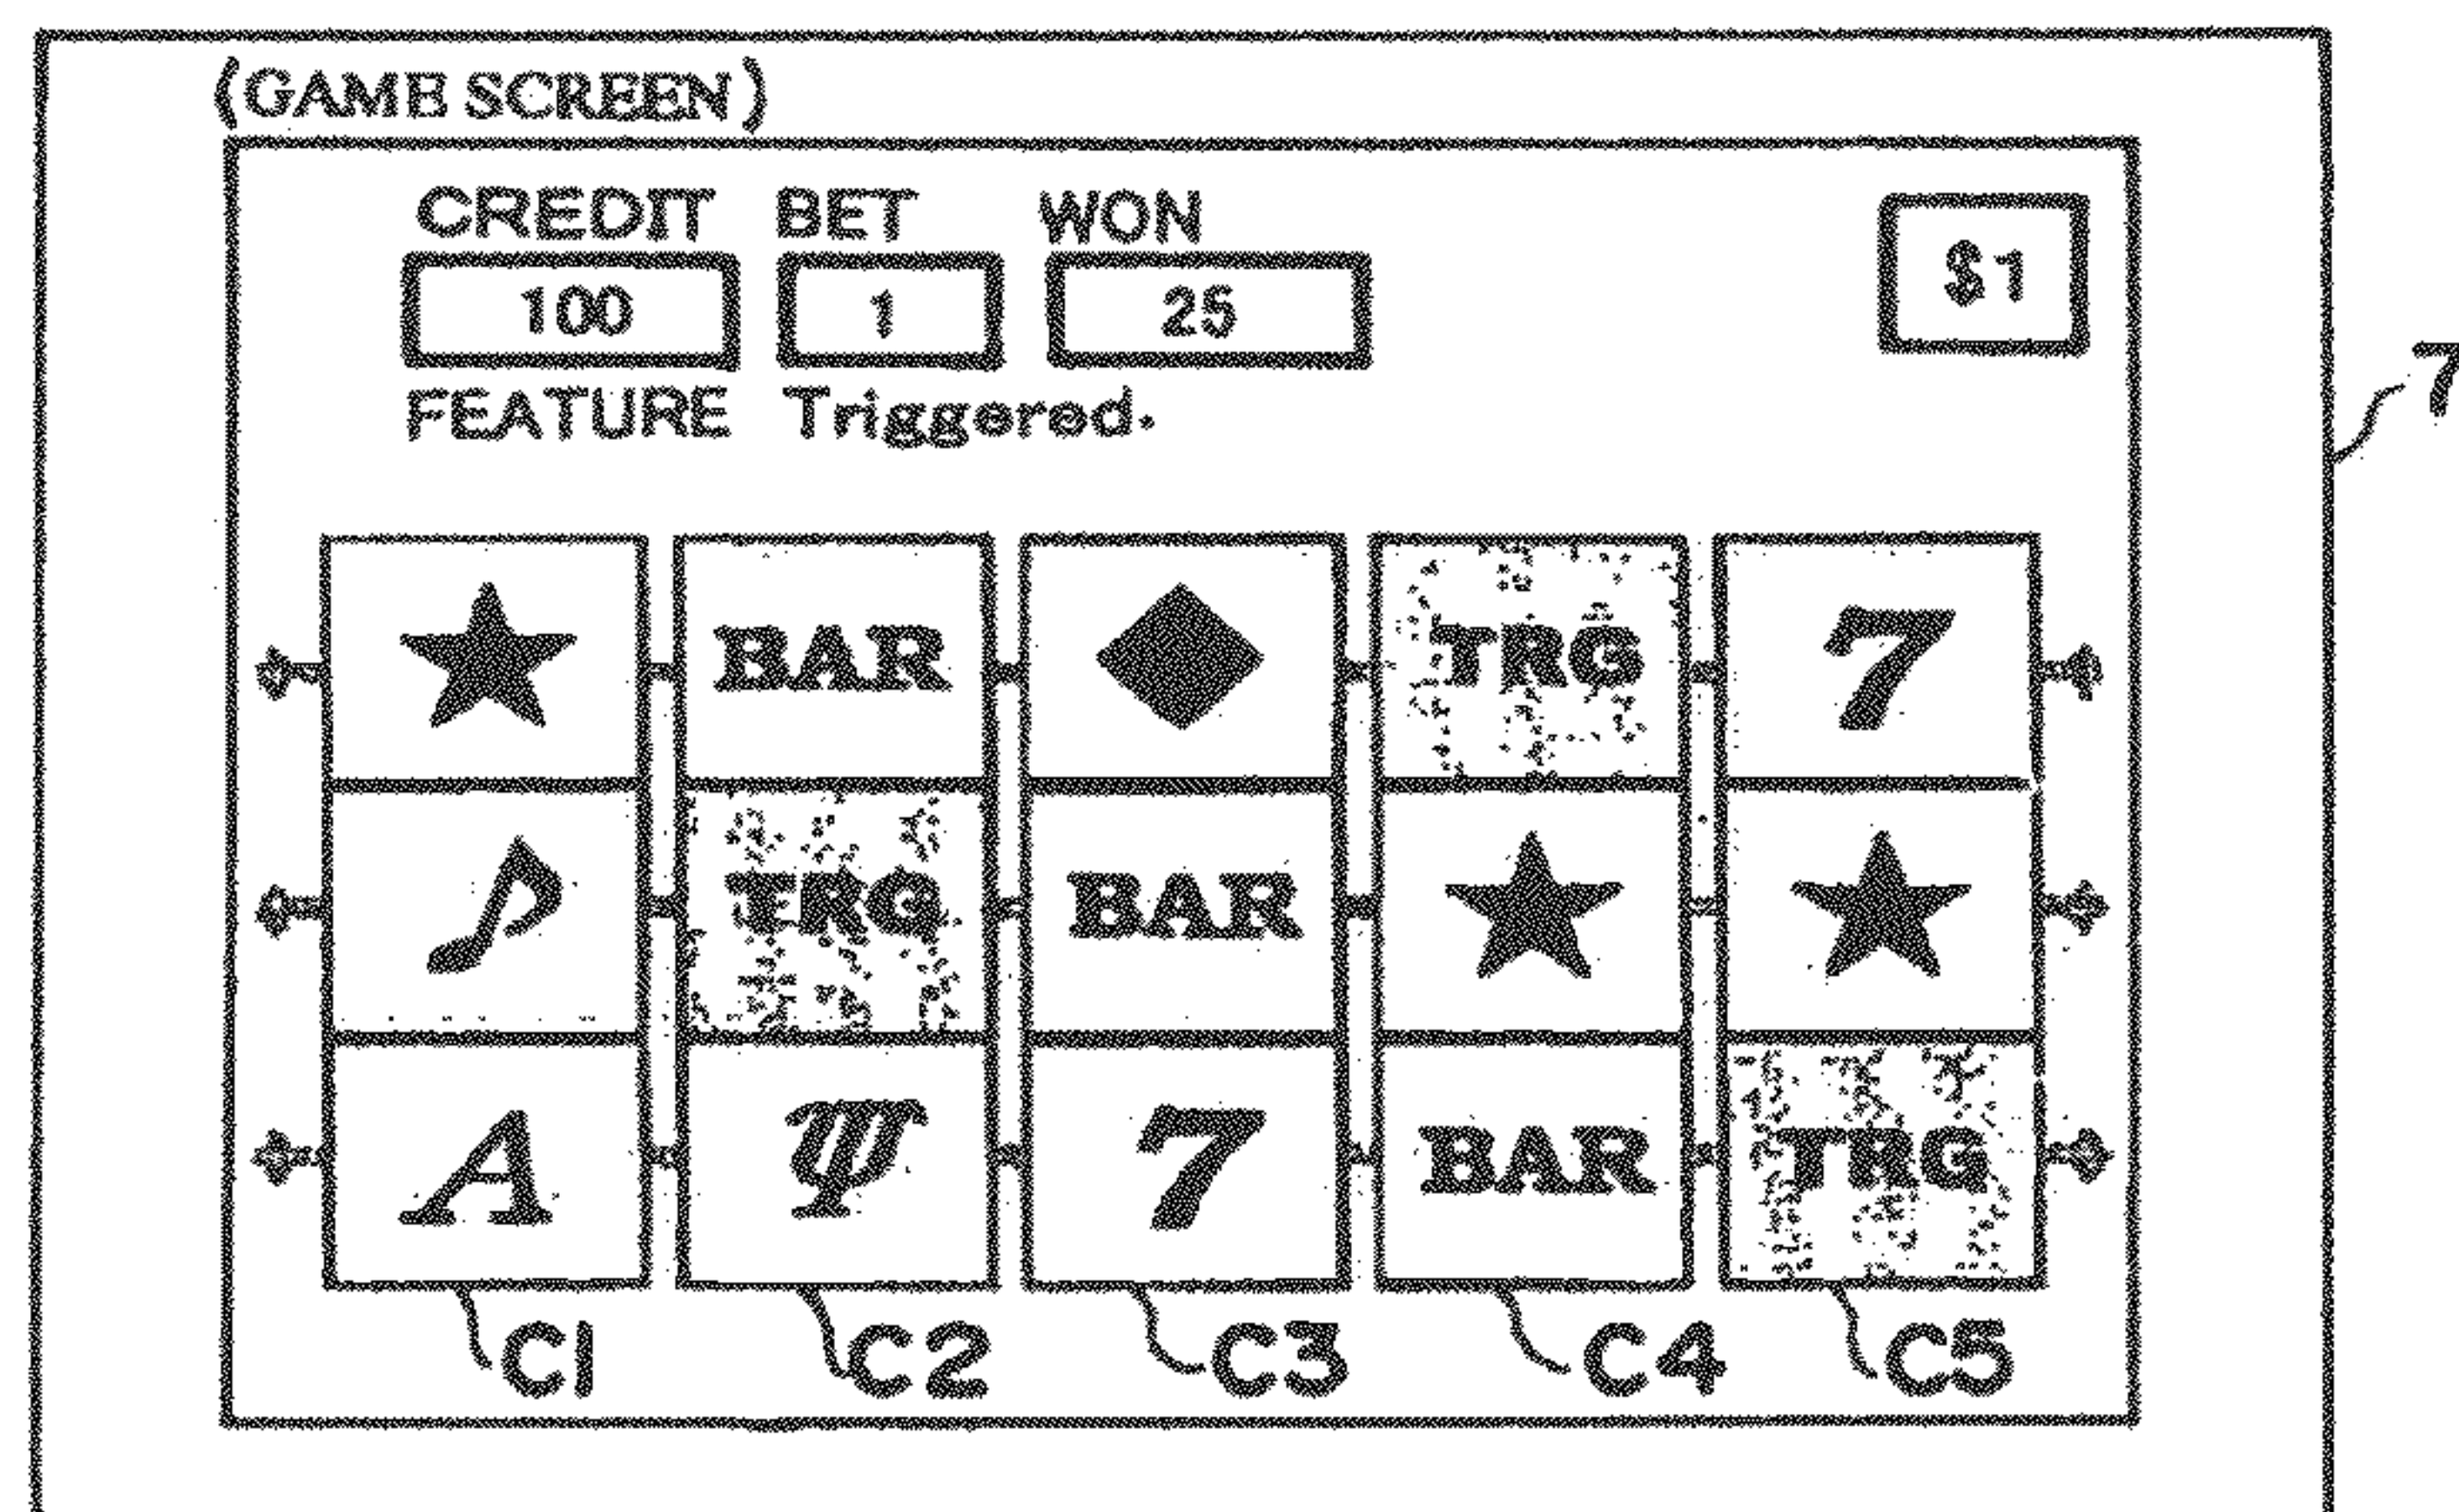 (GAME SCREEN)
CREDIT BET WON
100 1 25
$1
FEATURE Triggered.
7
BAR TRG 7
TRG BAR
A Ψ 7 BAR TRG
C1 C2 C3 C4 C5